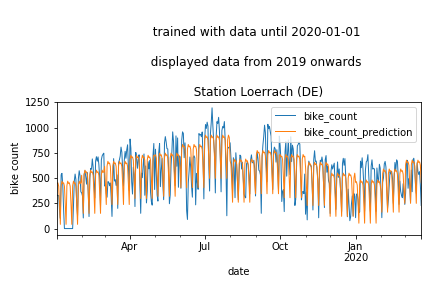 trained with data until 2020-01-01
displayed data from 2019 onwards
Station Loerrach (DE)
bike_count
bike_count_prediction
bike count
1250
1000
750
500
250
0
Apr
Jul
Oct
Jan
2020
date